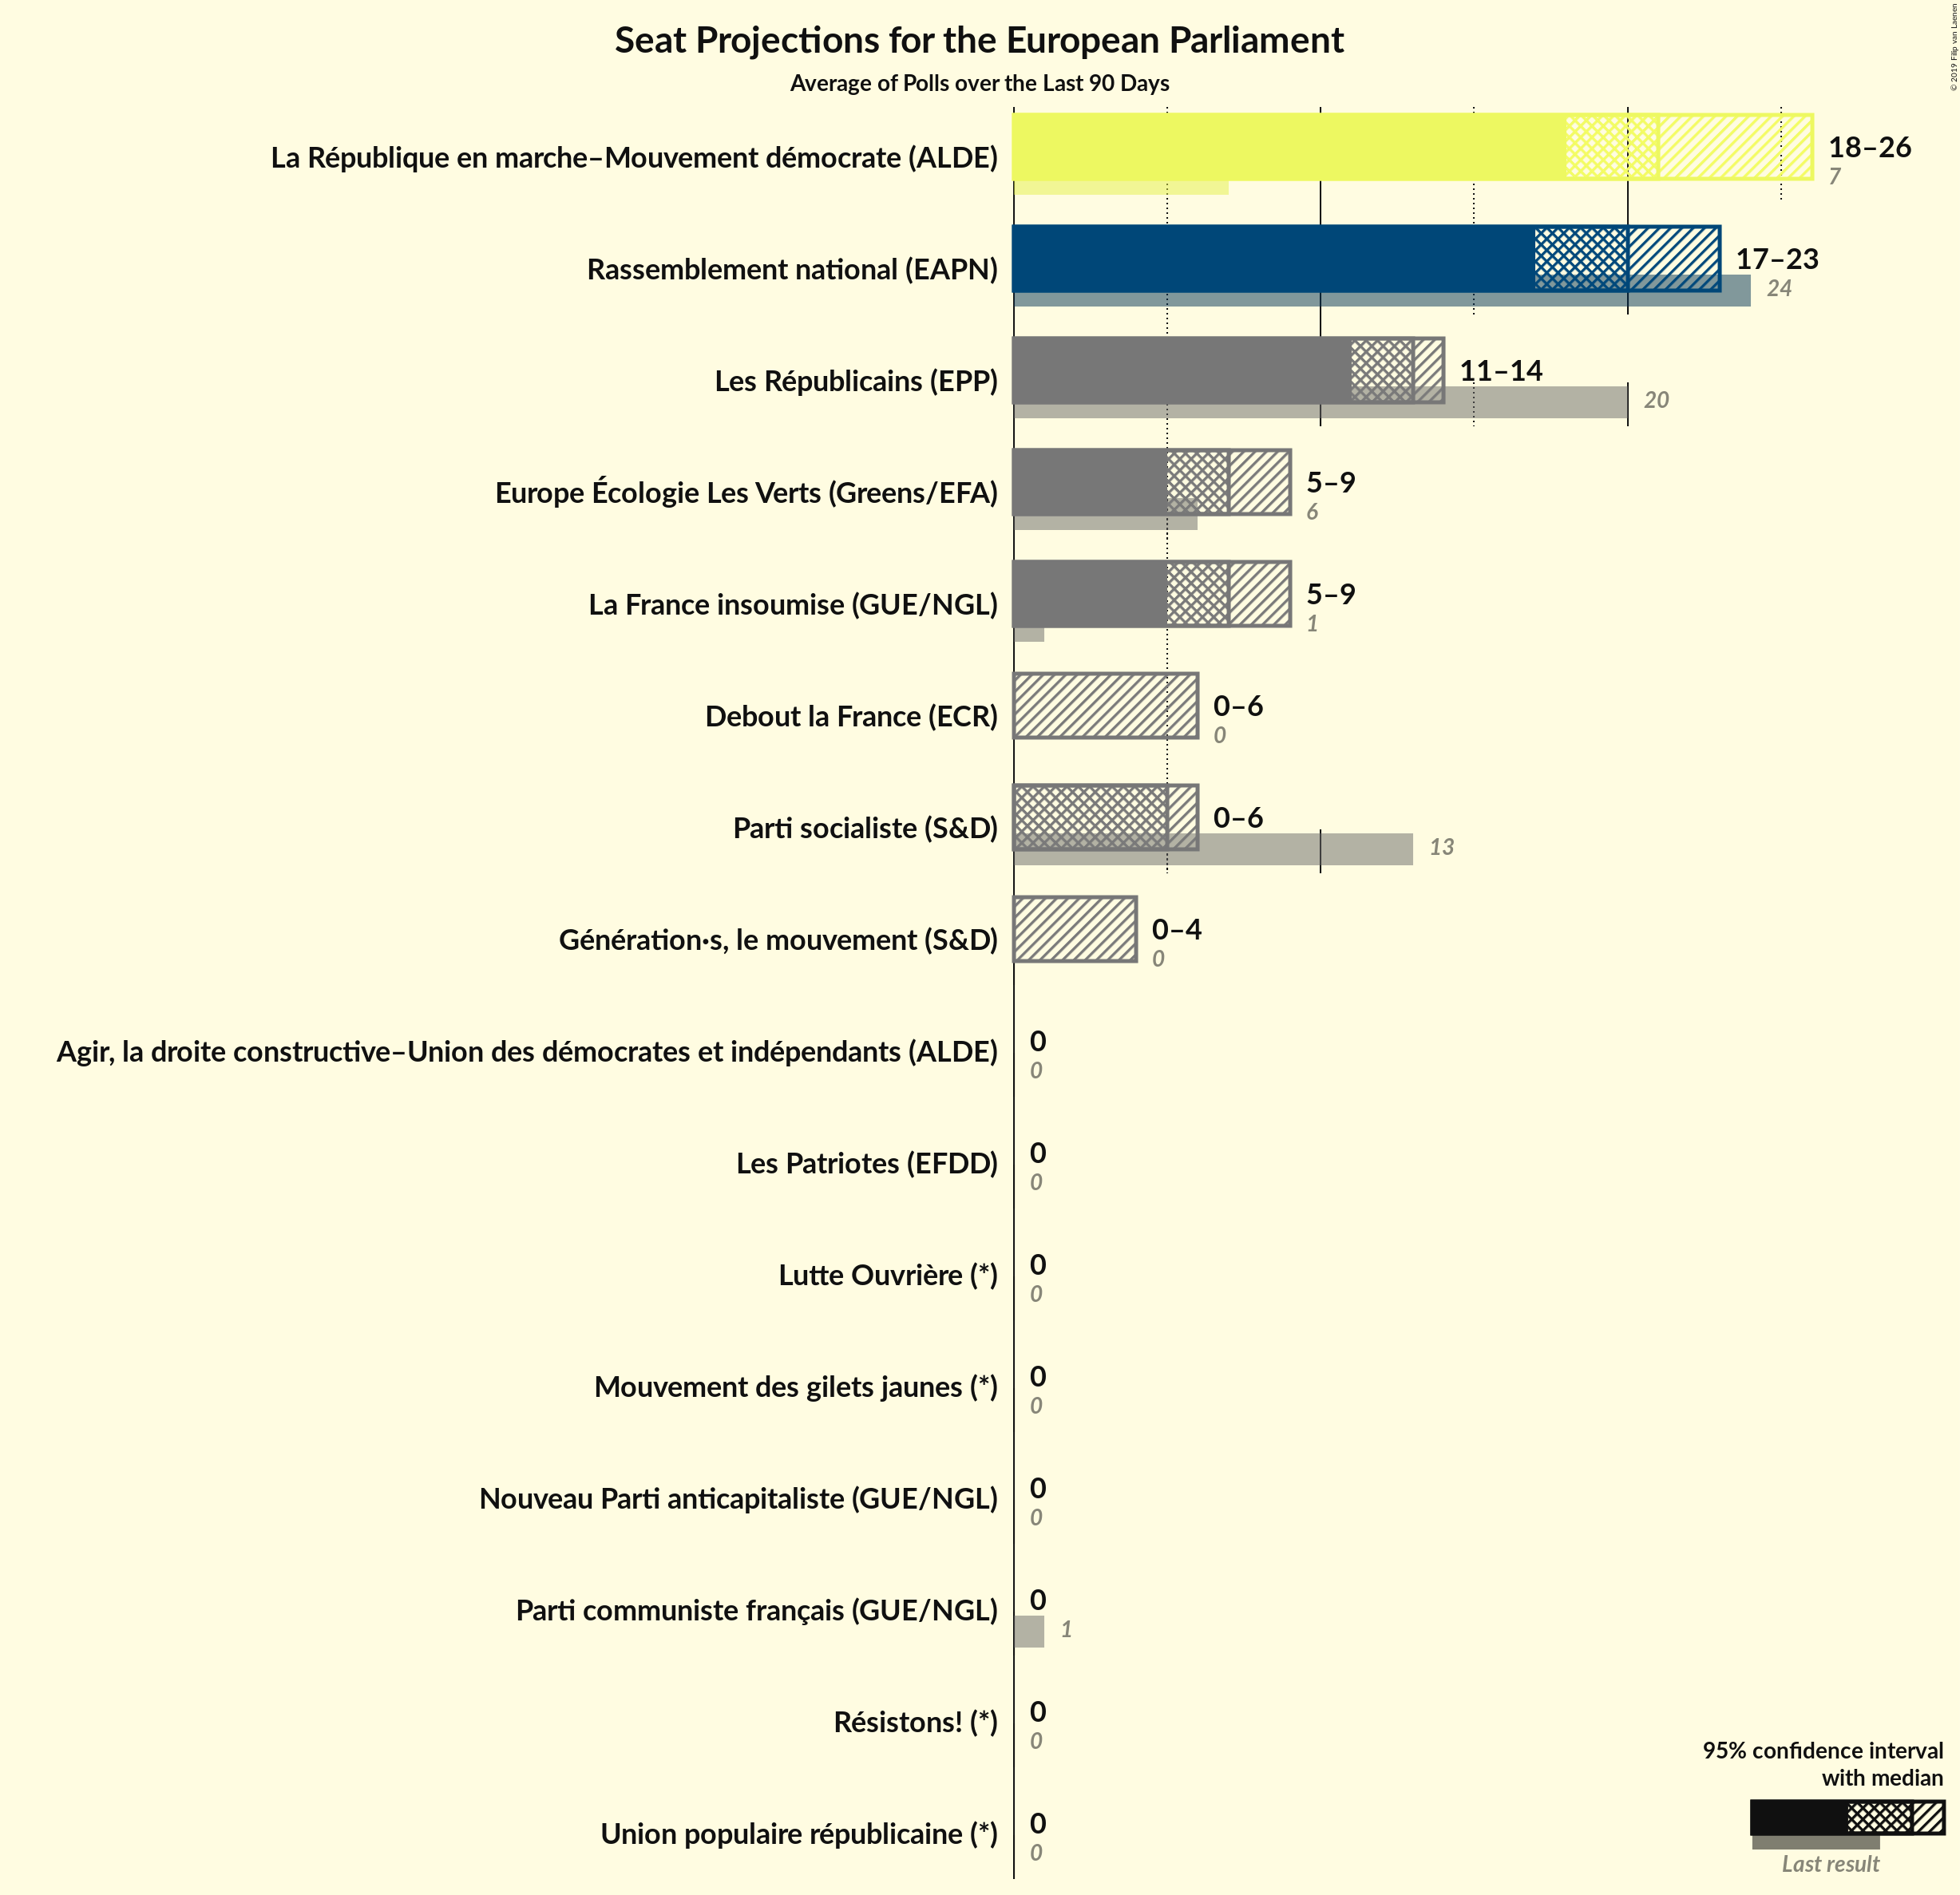 Seat Projections for the European Parliament
Average of Polls over the Last 90 Days
© 2019 Filip van Laenen
La République en marche–Mouvement démocrate (ALDE)
18–26
7
Rassemblement national (EAPN)
17–23
24
Les Républicains (EPP)
11–14
20
Europe Écologie Les Verts (Greens/EFA)
5–9
6
La France insoumise (GUE/NGL)
5–9
1
Debout la France (ECR)
0–6
0
Parti socialiste (S&D)
0–6
13
Génération·s, le mouvement (S&D)
0–4
0
Agir, la droite constructive–Union des démocrates et indépendants (ALDE)
0
0
Les Patriotes (EFDD)
0
0
Lutte Ouvrière (*)
0
0
Mouvement des gilets jaunes (*)
0
0
Nouveau Parti anticapitaliste (GUE/NGL)
0
0
Parti communiste français (GUE/NGL)
0
1
Résistons! (*)
0
0
Union populaire républicaine (*)
0
0
95% confidence interval
with median
Last result